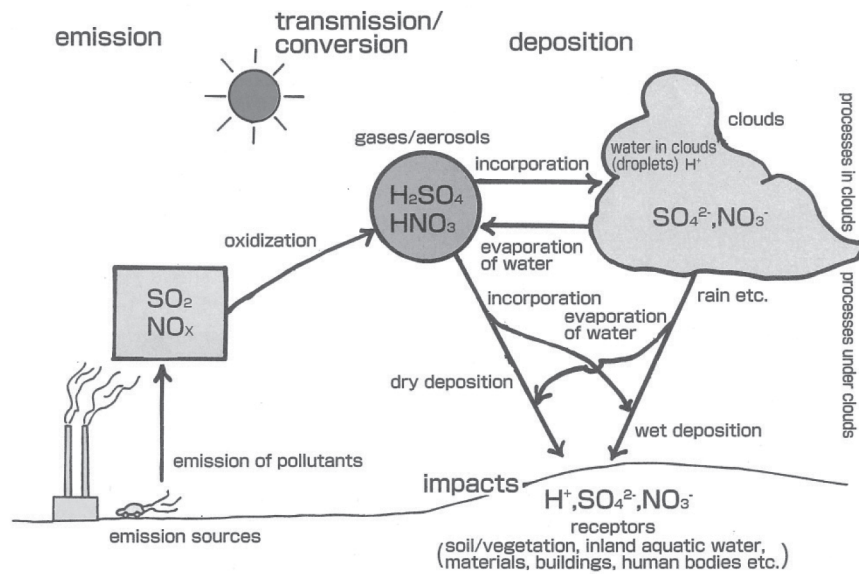 emission
transmission/
conversion
deposition
gases/aerosols
H₂SO₄
HNO₃
incorporation
clouds
water in clouds
(droplets) H⁺
SO₄²⁻,NO₃⁻
processes in clouds
oxidization
evaporation
of water
SO₂
NOx
incorporation
evaporation
of water
rain etc.
processes under clouds
dry deposition
wet deposition
emission of pollutants
impacts
H⁺,SO₄²⁻,NO₃⁻
emission sources
receptors
(soil/vegetation, inland aquatic water,
materials, buildings, human bodies etc.)